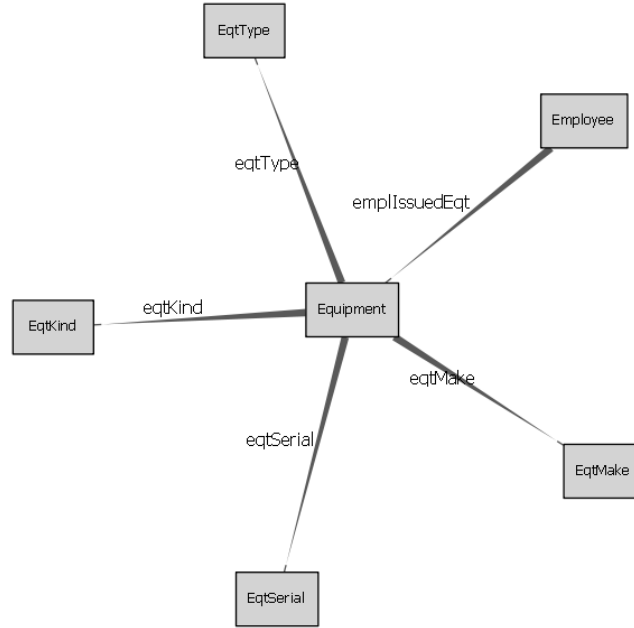 EqtType
Employee
eqtType
emplIssuedEqt
eqtKind
Equipment
EqtKind
eqtMake
eqtSerial
EqtMake
EqtSerial